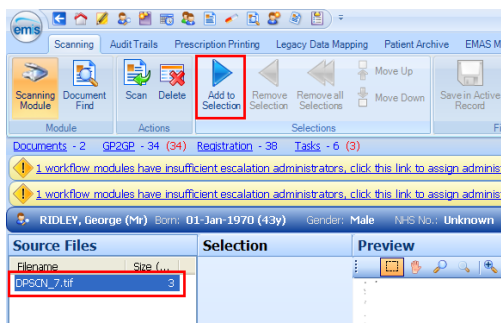 emis
Scanning Audit Trails Prescription Printing Legacy Data Mapping Patient Archive EMAS M
Scanning Module Document Find Scan Delete Add to Selection Remove Selection Remove all Selections Move Up Move Down Save in Active Record
Module Actions Selections Fi
Documents - 2 GP2GP - 34 (34) Registration - 38 Tasks - 6 (3)
1 workflow modules have insufficient escalation administrators, click this link to assign adminis
1 workflow modules have insufficient escalation administrators, click this link to assign adminis
RIDLEY, George (Mr) Born: 01-Jan-1970 (43y) Gender: Male NHS No.: Unknown
Source Files Selection Preview
Filename Size (...
DPSCN_7.tif 3